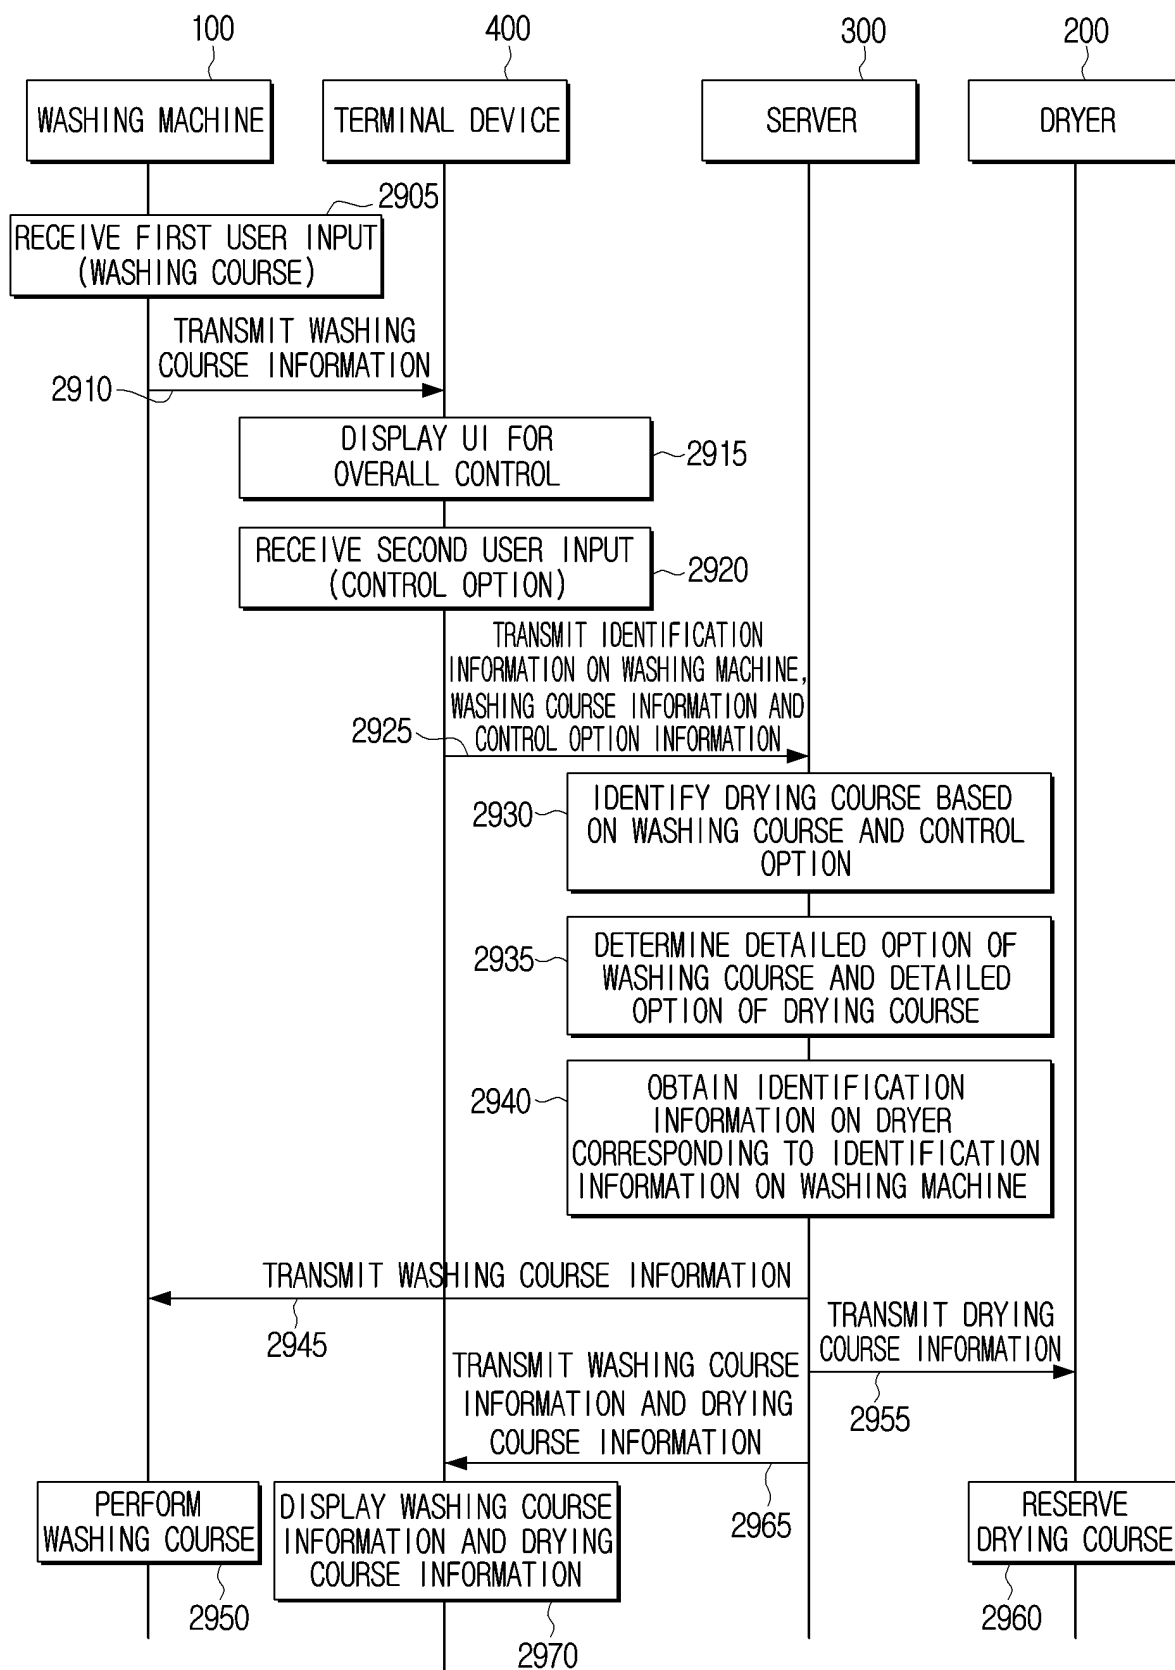 100
400
300
200
WASHING MACHINE
TERMINAL DEVICE
SERVER
DRYER
2905
RECEIVE FIRST USER INPUT
(WASHING COURSE)
TRANSMIT WASHING
COURSE INFORMATION
2910
DISPLAY UI FOR
OVERALL CONTROL
2915
RECEIVE SECOND USER INPUT
(CONTROL OPTION)
2920
TRANSMIT IDENTIFICATION
INFORMATION ON WASHING MACHINE,
WASHING COURSE INFORMATION AND
CONTROL OPTION INFORMATION
2925
2930
IDENTIFY DRYING COURSE BASED
ON WASHING COURSE AND CONTROL
OPTION
2935
DETERMINE DETAILED OPTION OF
WASHING COURSE AND DETAILED
OPTION OF DRYING COURSE
2940
OBTAIN IDENTIFICATION
INFORMATION ON DRYER
CORRESPONDING TO IDENTIFICATION
INFORMATION ON WASHING MACHINE
TRANSMIT WASHING COURSE INFORMATION
2945
TRANSMIT DRYING
COURSE INFORMATION
2955
TRANSMIT WASHING COURSE
INFORMATION AND DRYING
COURSE INFORMATION
2965
PERFORM
WASHING COURSE
2950
DISPLAY WASHING COURSE
INFORMATION AND DRYING
COURSE INFORMATION
2970
RESERVE
DRYING COURSE
2960